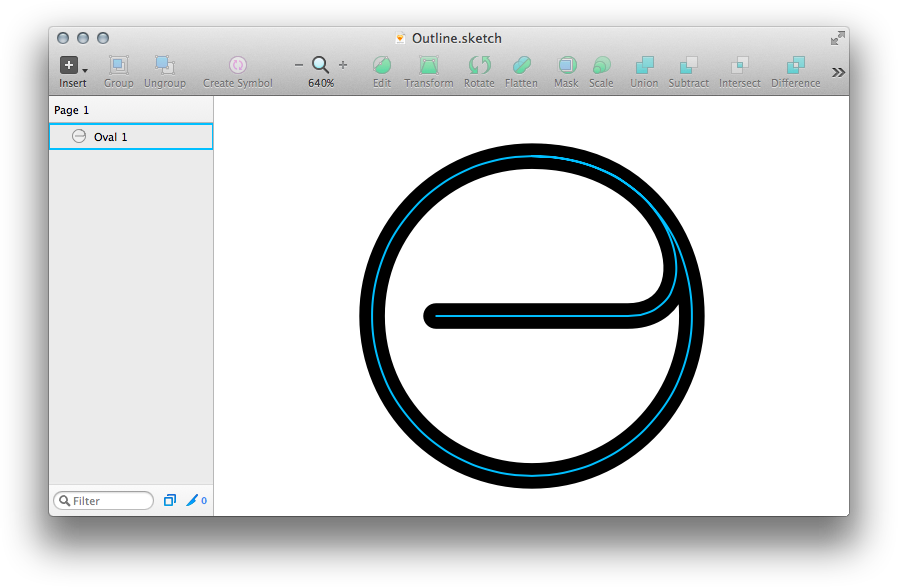 Outline.sketch
Insert Group Ungroup Create Symbol 640% Edit Transform Rotate Flatten Mask Scale Union Subtract Intersect Difference
Page 1
Oval 1
Filter 0